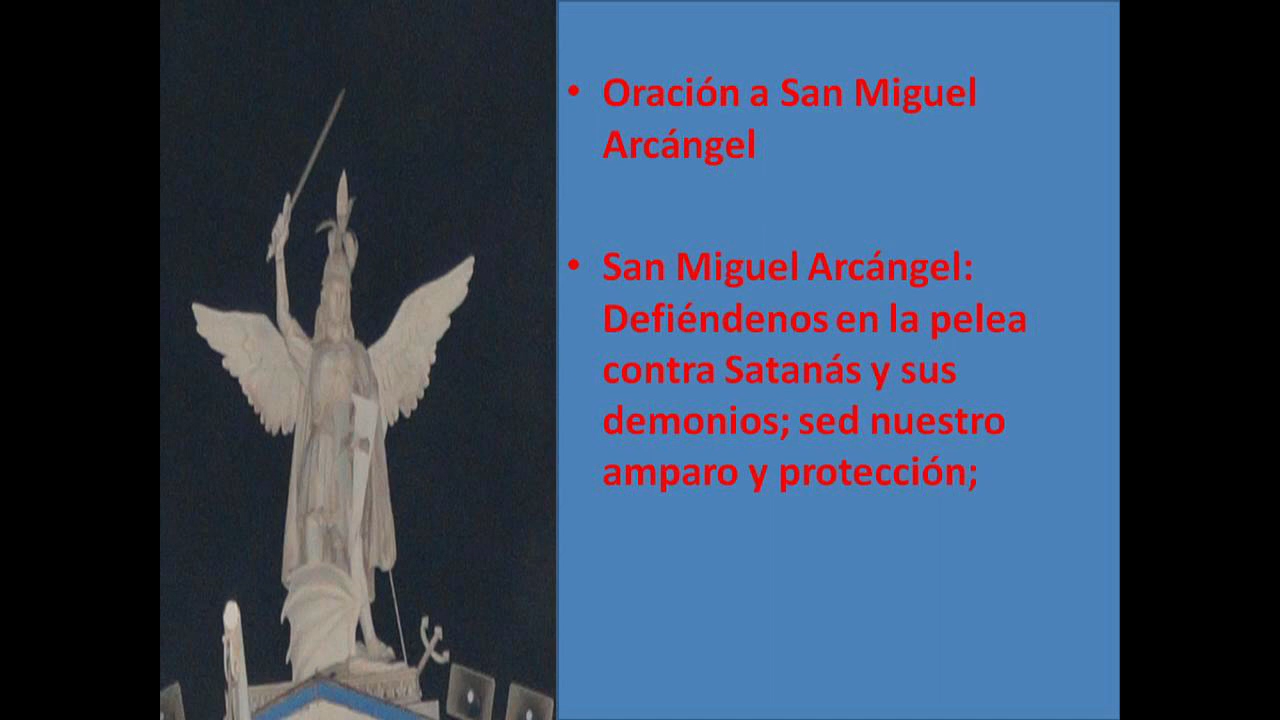 • Oración a San Miguel
Arcángel
• San Miguel Arcángel:
Defiéndenos en la pelea
contra Satanás y sus
demonios; sed nuestro
amparo y protección;